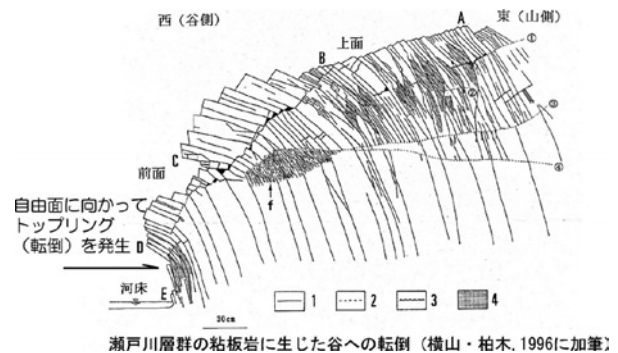 西（谷側）
東（山側）
A
上面
①
B
②
③
C
前面
④
自由面に向かって
トップリング
（転倒）を発生
D
f
河床
E
1
2
3
4
30cm
瀬戸川層群の粘板岩に生じた谷への転倒（横山・柏木，1996に加筆）